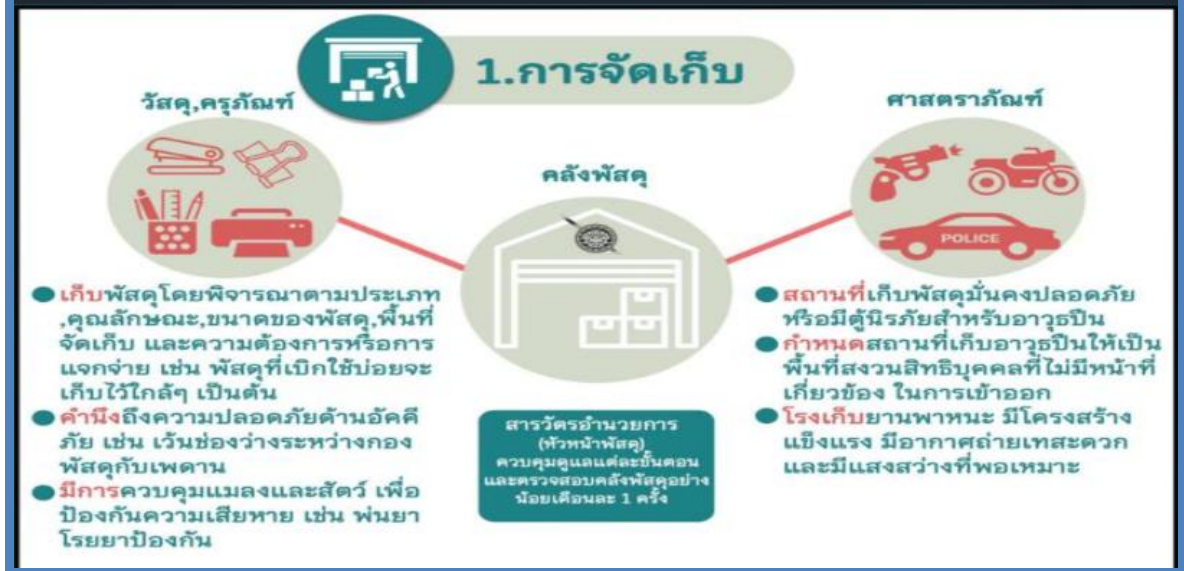 1.การจัดเก็บ
วัสดุ,ครุภัณฑ์
เก็บพัสดุโดยพิจารณาตามประเภท
,คุณลักษณะ,ขนาดของพัสดุ,พื้นที่
จัดเก็บ และความต้องการหรือการ
แจกจ่าย เช่น พัสดุที่เบิกใช้บ่อยจะ
เก็บไว้ใกล้ๆ เป็นต้น
คำนึงถึงความปลอดภัยด้านอัคคี
ภัย เช่น เว้นช่องว่างระหว่างกอง
พัสดุกับเพดาน
มีการควบคุมแมลงและสัตว์ เพื่อ
ป้องกันความเสียหาย เช่น พ่นยา
โรยยาป้องกัน
คลังพัสดุ
สารวัตรอำนวยการ
(หัวหน้าพัสดุ)
ควบคุมดูแลแต่ละขั้นตอน
และตรวจสอบคลังพัสดุอย่าง
น้อยเดือนละ 1 ครั้ง
ศาสตราภัณฑ์
POLICE
สถานที่เก็บพัสดุมั่นคงปลอดภัย
หรือมีตู้นิรภัยสำหรับอาวุธปืน
กำหนดสถานที่เก็บอาวุธปืนให้เป็น
พื้นที่สงวนสิทธิบุคคลที่ไม่มีหน้าที่
เกี่ยวข้อง ในการเข้าออก
โรงเก็บยานพาหนะ มีโครงสร้าง
แข็งแรง มีอากาศถ่ายเทสะดวก
และมีแสงสว่างที่พอเหมาะ